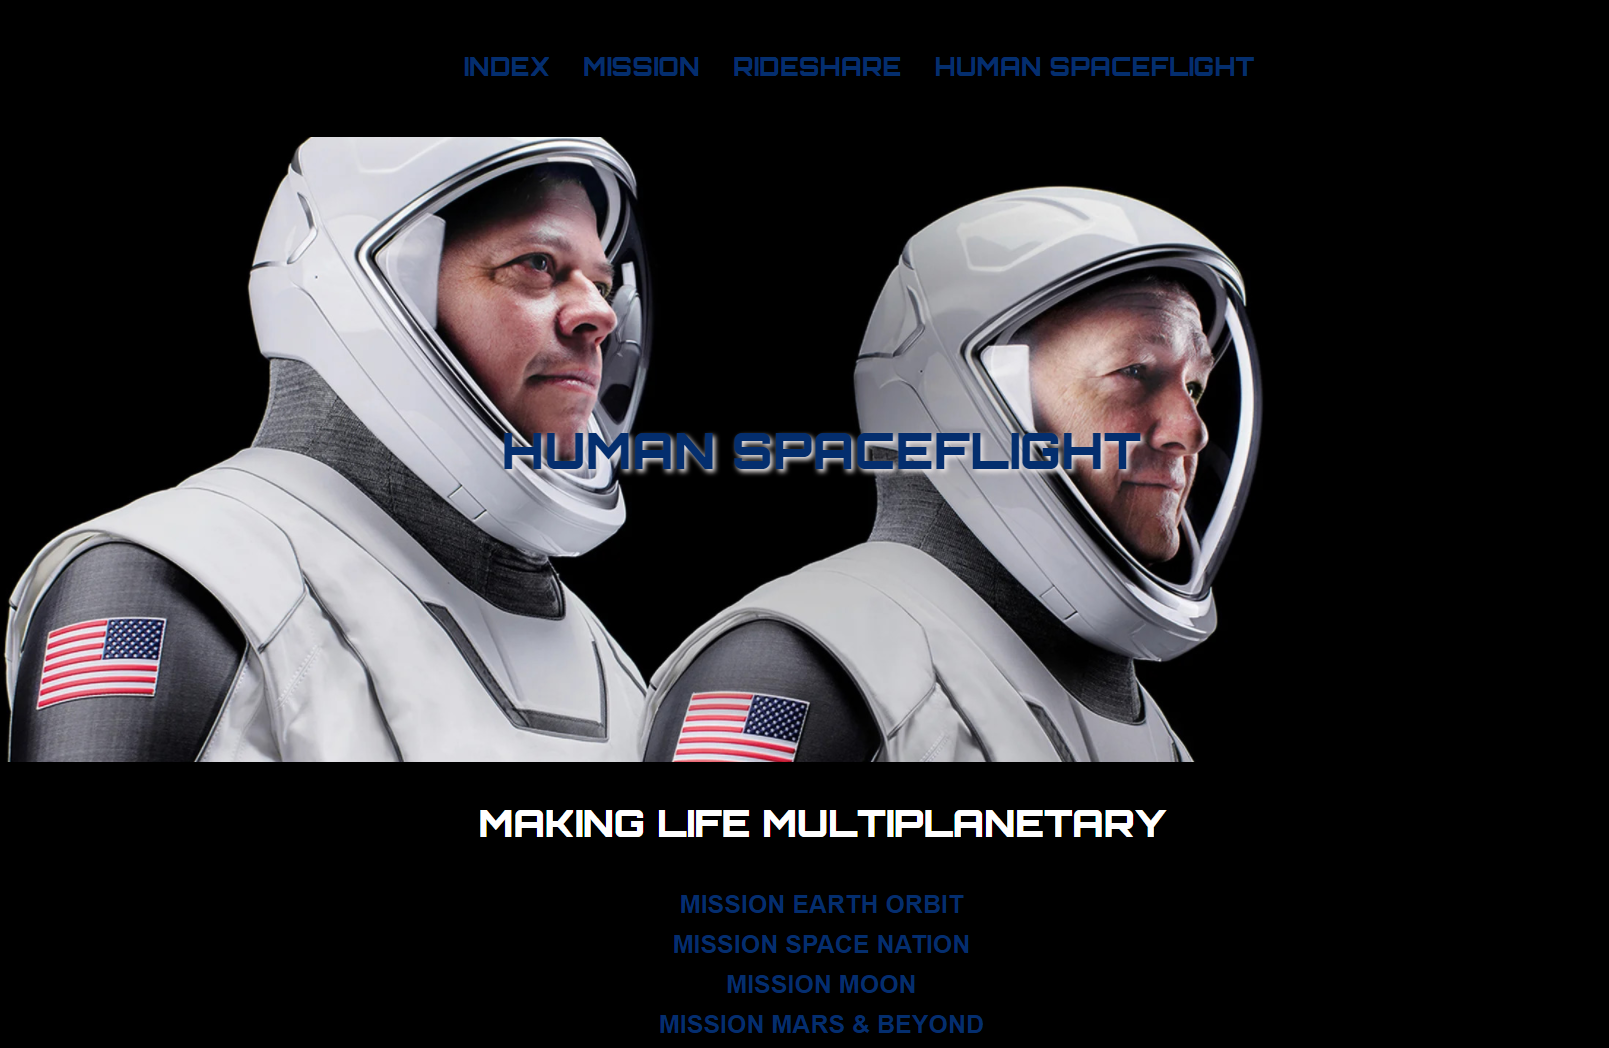 INDEX MISSION RIDESHARE HUMAN SPACEFLIGHT
HUMAN SPACEFLIGHT
MAKING LIFE MULTIPLANETARY
MISSION EARTH ORBIT
MISSION SPACE NATION
MISSION MOON
MISSION MARS & BEYOND